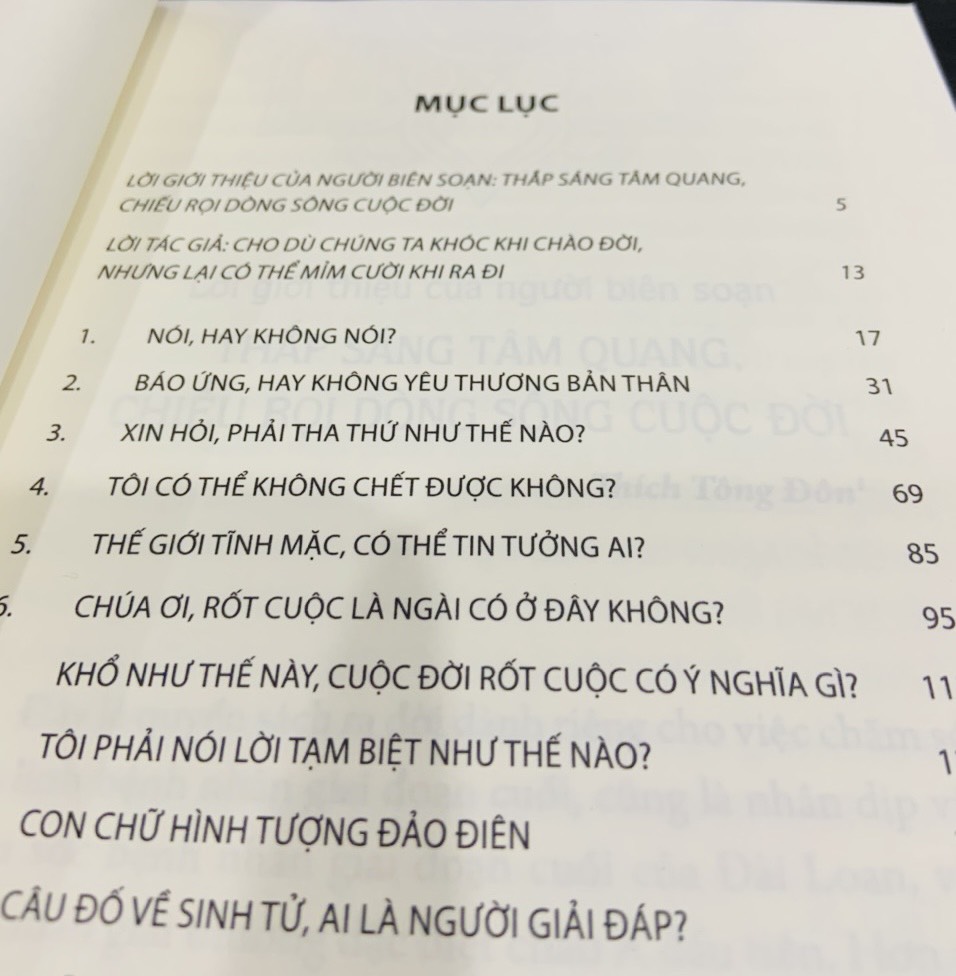 MỤC LỤC
LỜI GIỚI THIỆU CỦA NGƯỜI BIÊN SOẠN: THẮP SÁNG TÂM QUANG,
CHIẾU RỌI DÒNG SÔNG CUỘC ĐỜI 5
LỜI TÁC GIẢ: CHO DÙ CHÚNG TA KHÓC KHI CHÀO ĐỜI,
NHƯNG LẠI CÓ THỂ MỈM CƯỜI KHI RA ĐI 13
1. NÓI, HAY KHÔNG NÓI? 17
2. BÁO ỨNG, HAY KHÔNG YÊU THƯƠNG BẢN THÂN 31
3. XIN HỎI, PHẢI THA THỨ NHƯ THẾ NÀO? 45
4. TÔI CÓ THỂ KHÔNG CHẾT ĐƯỢC KHÔNG? 69
5. THẾ GIỚI TĨNH MẶC, CÓ THỂ TIN TƯỞNG AI? 85
6. CHÚA ƠI, RỐT CUỘC LÀ NGÀI CÓ Ở ĐÂY KHÔNG? 95
KHỔ NHƯ THẾ NÀY, CUỘC ĐỜI RỐT CUỘC CÓ Ý NGHĨA GÌ? 11
TÔI PHẢI NÓI LỜI TẠM BIỆT NHƯ THẾ NÀO? 1
CON CHỮ HÌNH TƯỢNG ĐẢO ĐIÊN
CÂU ĐỐ VỀ SINH TỬ, AI LÀ NGƯỜI GIẢI ĐÁP?